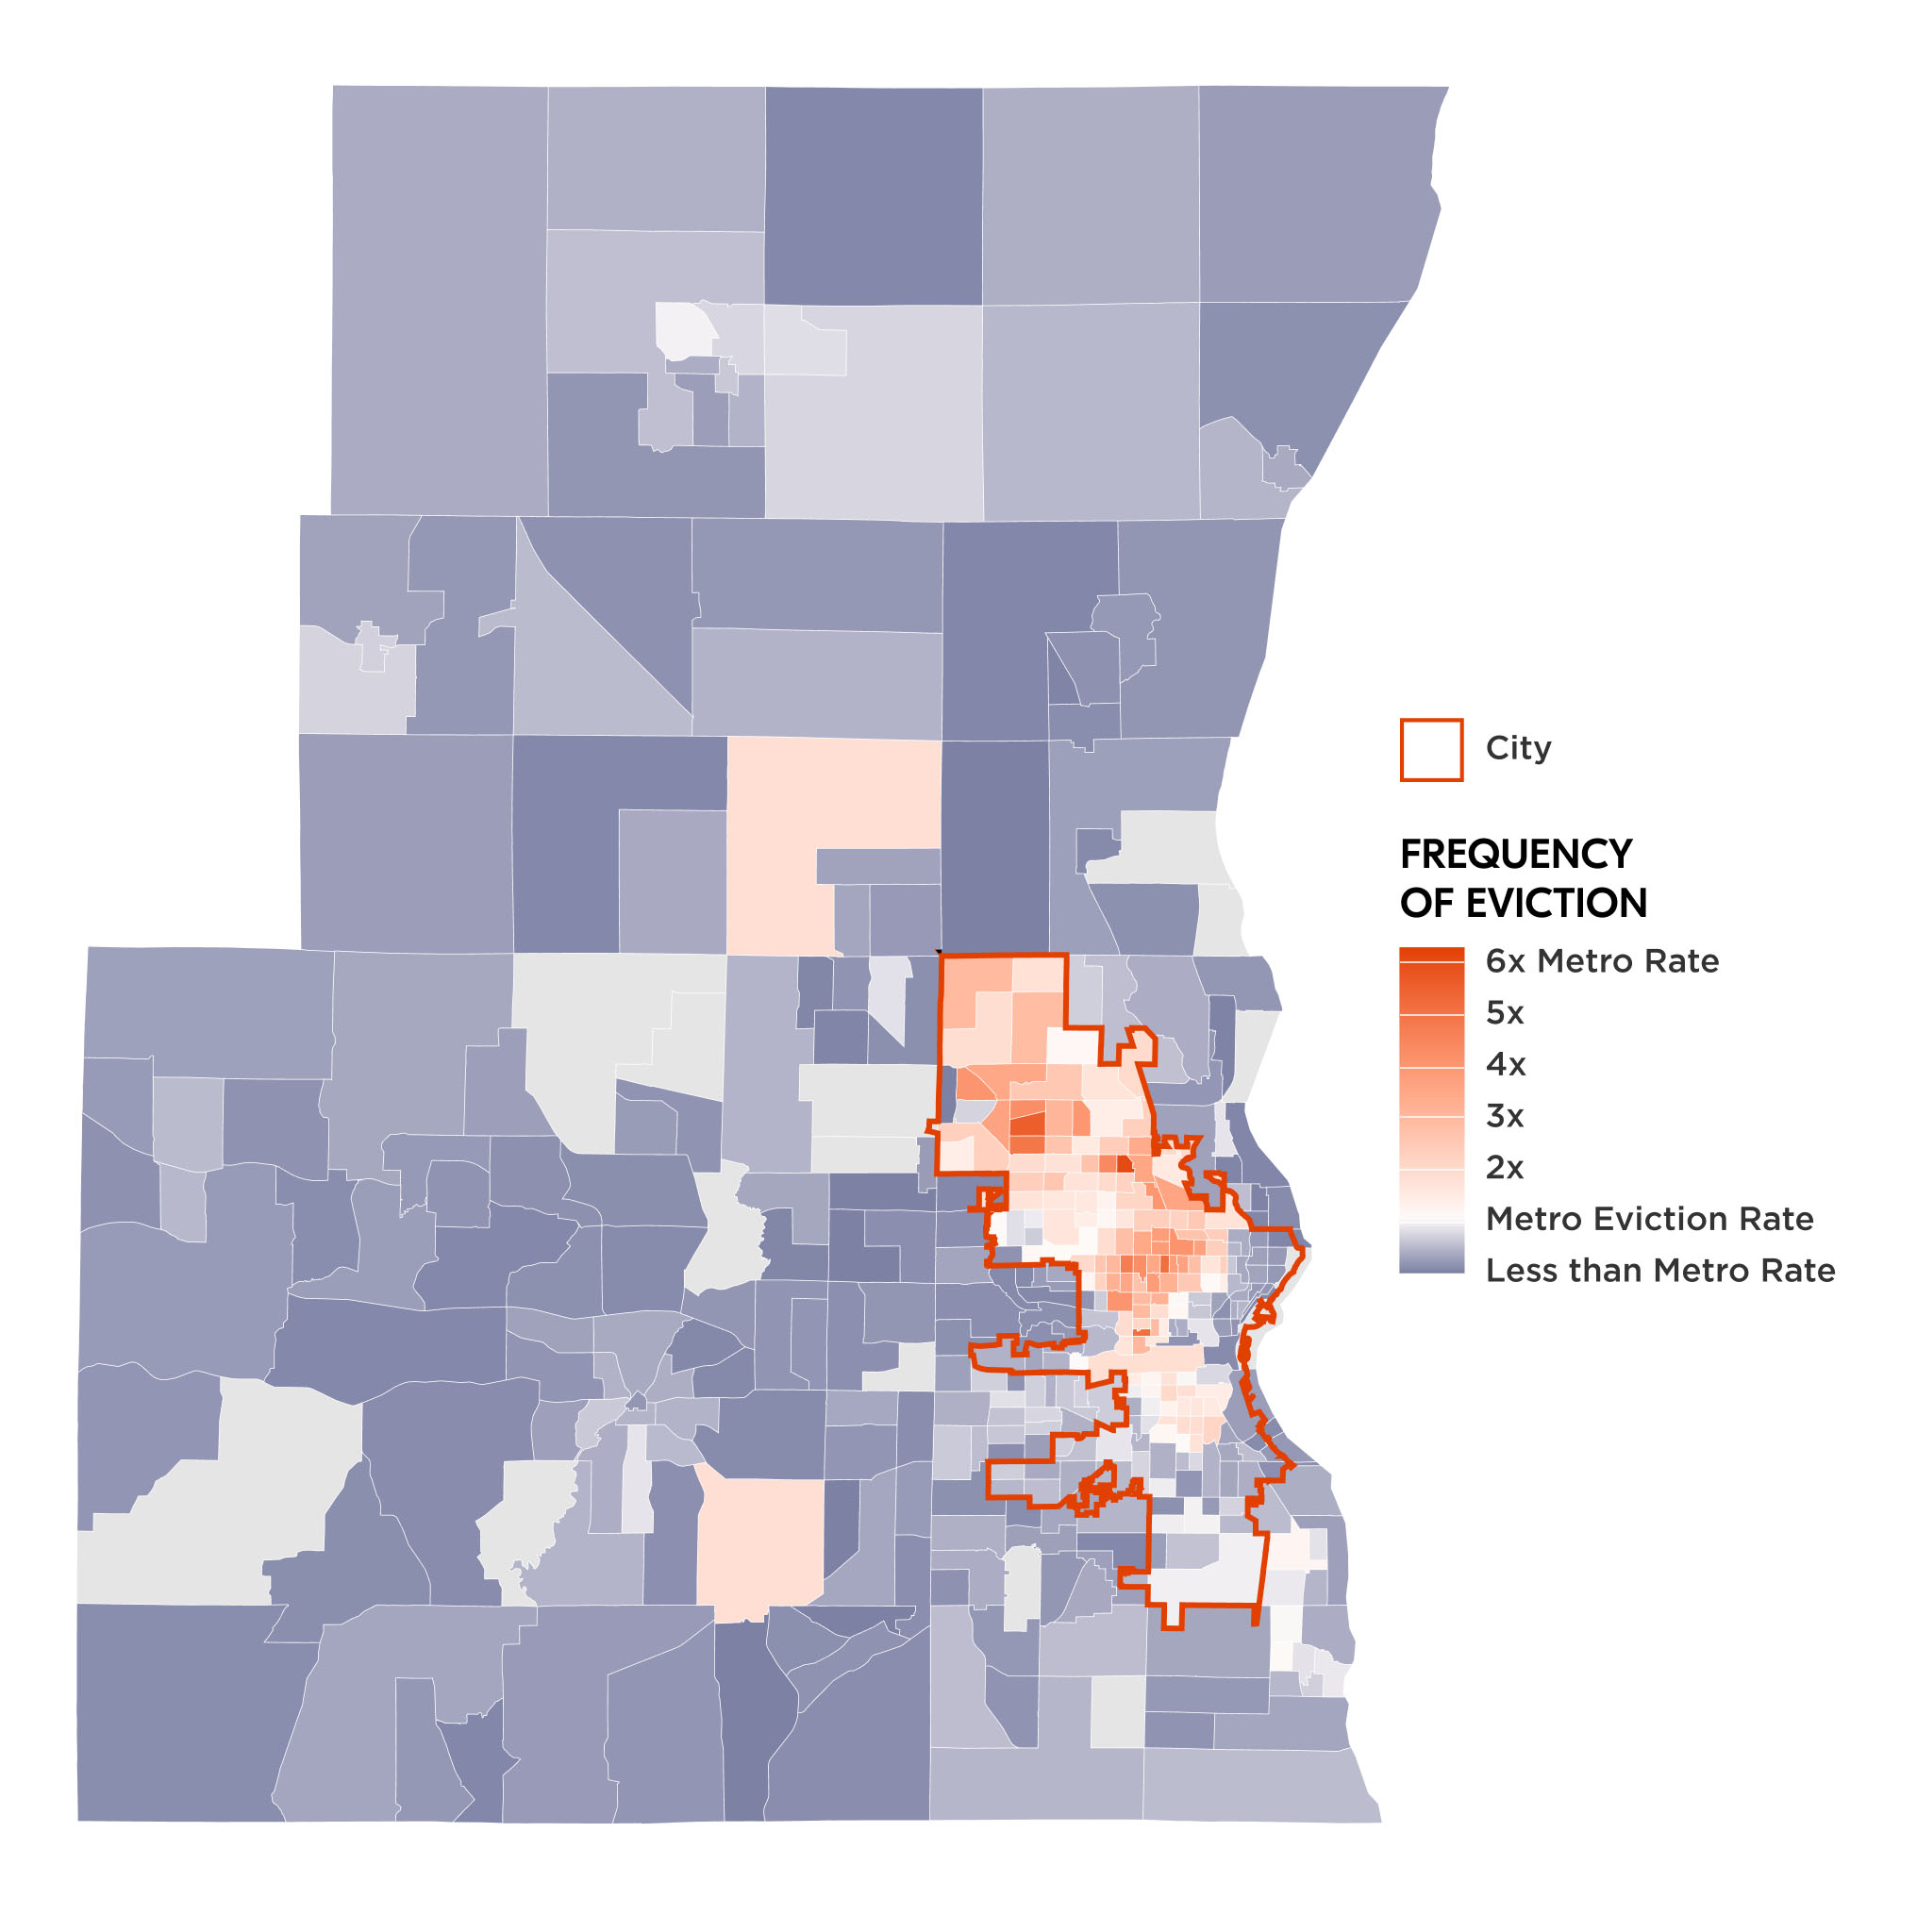 City
FREQUENCY
OF EVICTION
6x Metro Rate
5x
4x
3x
2x
Metro Eviction Rate
Less than Metro Rate